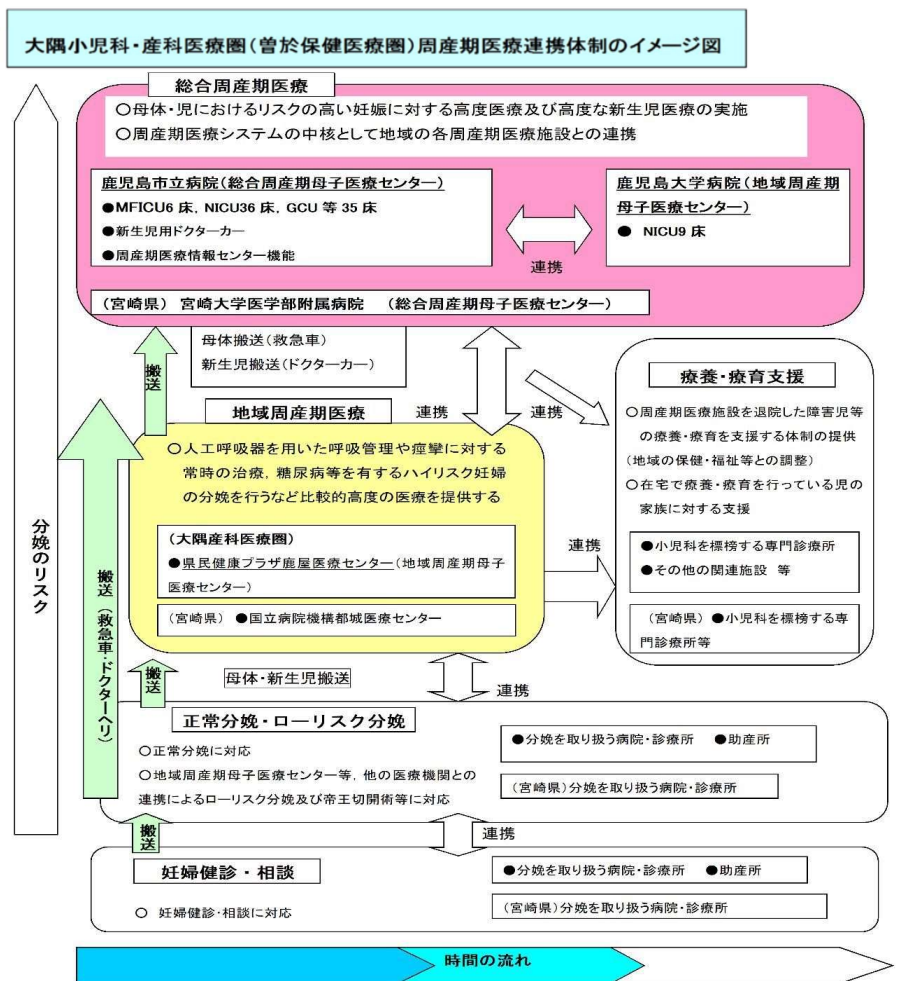 大隅小児科・産科医療圏(曽於保健医療圏)周産期医療連携体制のイメージ図
総合周産期医療
○母体・児におけるリスクの高い妊娠に対する高度医療及び高度な新生児医療の実施
○周産期医療システムの中核として地域の各周産期医療施設との連携
鹿児島市立病院(総合周産期母子医療センター)
●MFICU6床，NICU36床，GCU等35床
●新生児用ドクターカー
●周産期医療情報センター機能
連携
鹿児島大学病院(地域周産期
母子医療センター)
● NICU9床
(宮崎県) 宮崎大学医学部附属病院 (総合周産期母子医療センター)
搬送
母体搬送(救急車)
新生児搬送(ドクターカー)
連携
連携
地域周産期医療
○人工呼吸器を用いた呼吸管理や痙攣に対する
常時の治療，糖尿病等を有するハイリスク妊婦
の分娩を行うなど比較的高度の医療を提供する
(大隅産科医療圏)
●県民健康プラザ鹿屋医療センター(地域周産期母子
医療センター)
(宮崎県) ●国立病院機構都城医療センター
連携
療養・療育支援
○周産期医療施設を退院した障害児等
の療養・療育を支援する体制の提供
(地域の保健・福祉等との調整)
○在宅で療養・療育を行っている児の
家族に対する支援
●小児科を標榜する専門診療所
●その他の関連施設 等
(宮崎県) ●小児科を標榜する専
門診療所等
分娩のリスク
搬送(救急車・ドクターヘリ)
搬送
母体・新生児搬送
連携
正常分娩・ローリスク分娩
○正常分娩に対応
○地域周産期母子医療センター等，他の医療機関との
連携によるローリスク分娩及び帝王切開術等に対応
●分娩を取り扱う病院・診療所 ●助産所
(宮崎県)分娩を取り扱う病院・診療所
搬送
連携
妊婦健診・相談
○ 妊婦健診・相談に対応
●分娩を取り扱う病院・診療所 ●助産所
(宮崎県)分娩を取り扱う病院・診療所
時間の流れ